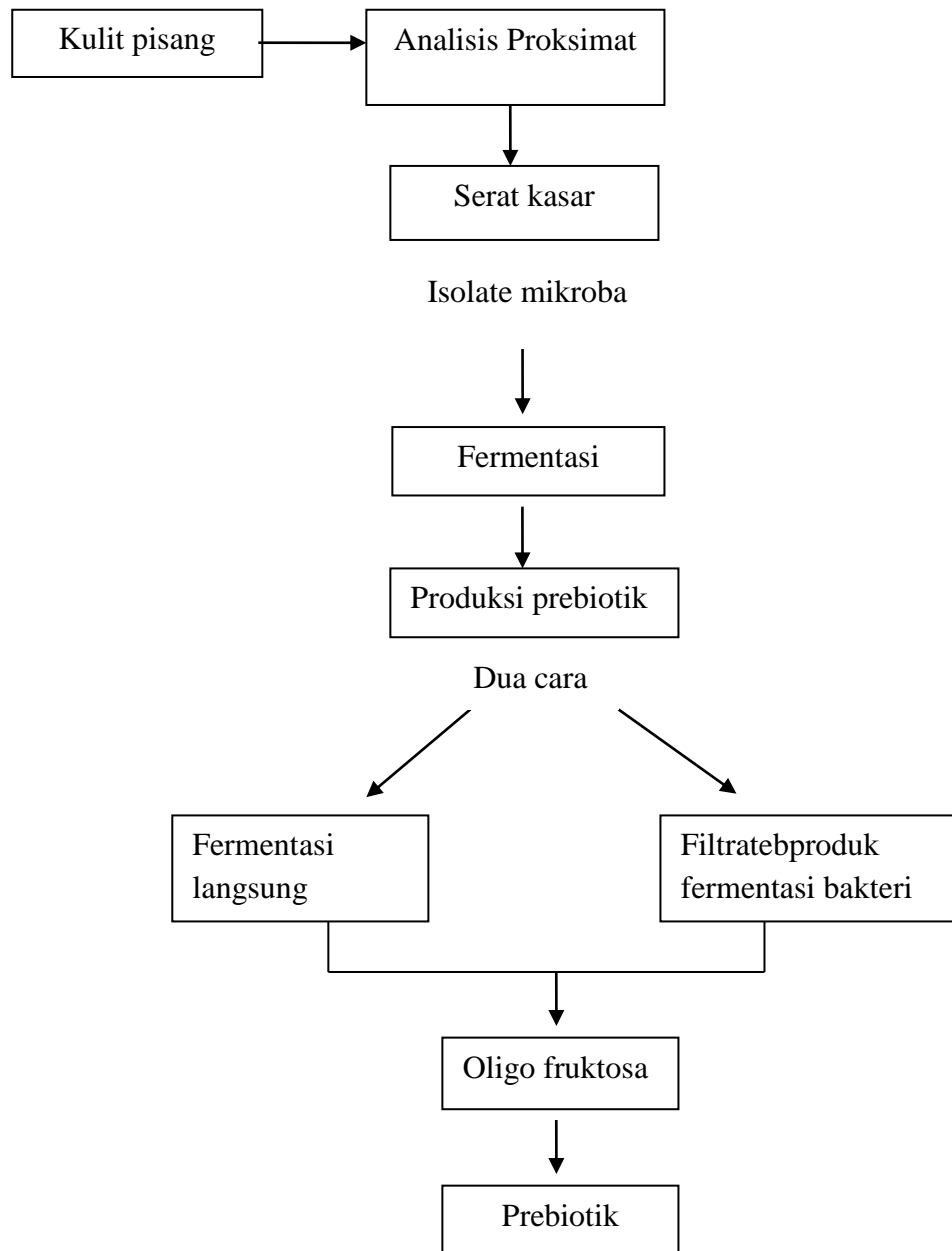 Kulit pisang
Analisis Proksimat
Serat kasar
Isolate mikroba
Fermentasi
Produksi prebiotik
Dua cara
Fermentasi
langsung
Filtratebproduk
fermentasi bakteri
Oligo fruktosa
Prebiotik